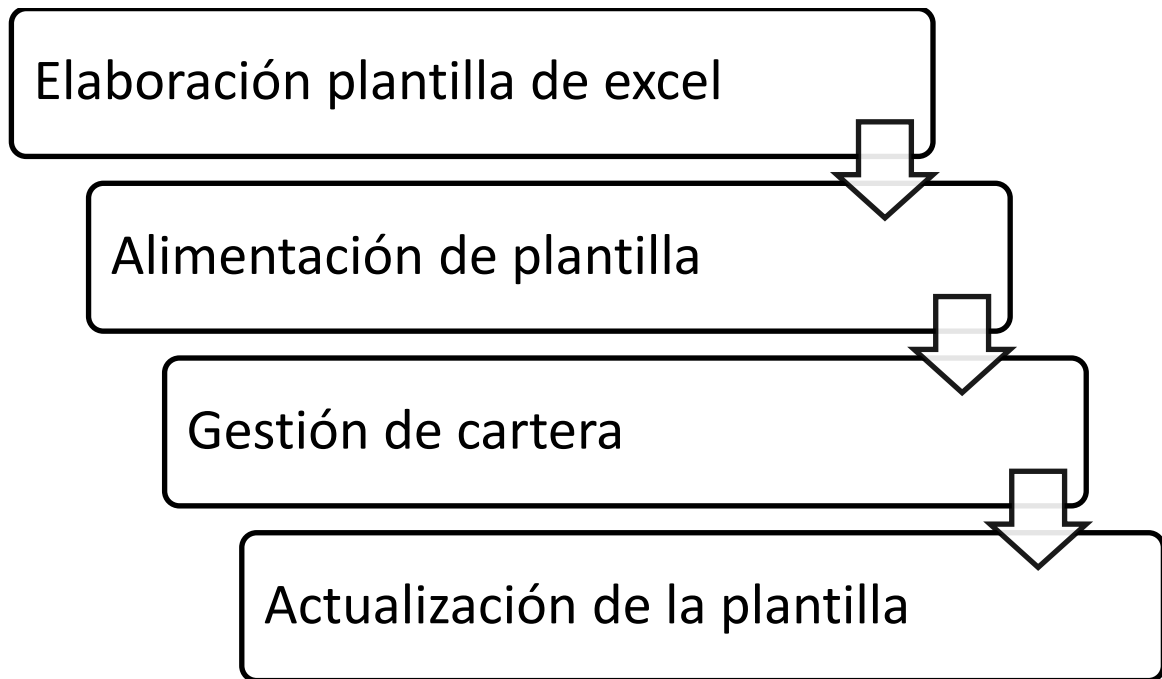 Elaboración plantilla de excel
Alimentación de plantilla
Gestión de cartera
Actualización de la plantilla